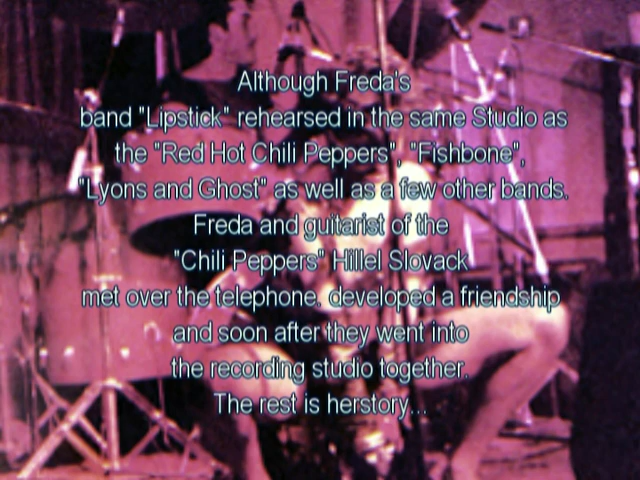 Although Freda's
band "Lipstick" rehearsed in the same Studio as
the "Red Hot Chili Peppers", "Fishbone",
"Lyons and Ghost" as well as a few other bands.
Freda and guitarist of the
"Chili Peppers" Hillel Slovack
met over the telephone, developed a friendship
and soon after they went into
the recording studio together.
The rest is herstory...